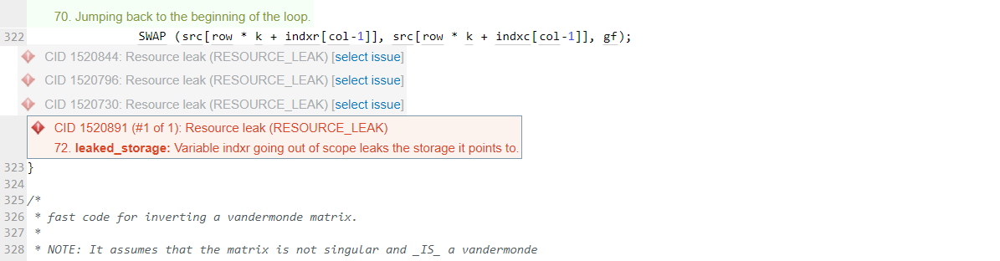 70. Jumping back to the beginning of the loop.
322 SWAP (src[row * k + indxr[col-1]], src[row * k + indxc[col-1]], gf);
CID 1520844: Resource leak (RESOURCE_LEAK) [select issue]
CID 1520796: Resource leak (RESOURCE_LEAK) [select issue]
CID 1520730: Resource leak (RESOURCE_LEAK) [select issue]
CID 1520891 (#1 of 1): Resource leak (RESOURCE_LEAK)
72. leaked_storage: Variable indxr going out of scope leaks the storage it points to.
323 }
324
325 /*
326 * fast code for inverting a vandermonde matrix.
327 *
328 * NOTE: It assumes that the matrix is not singular and _IS_ a vandermonde